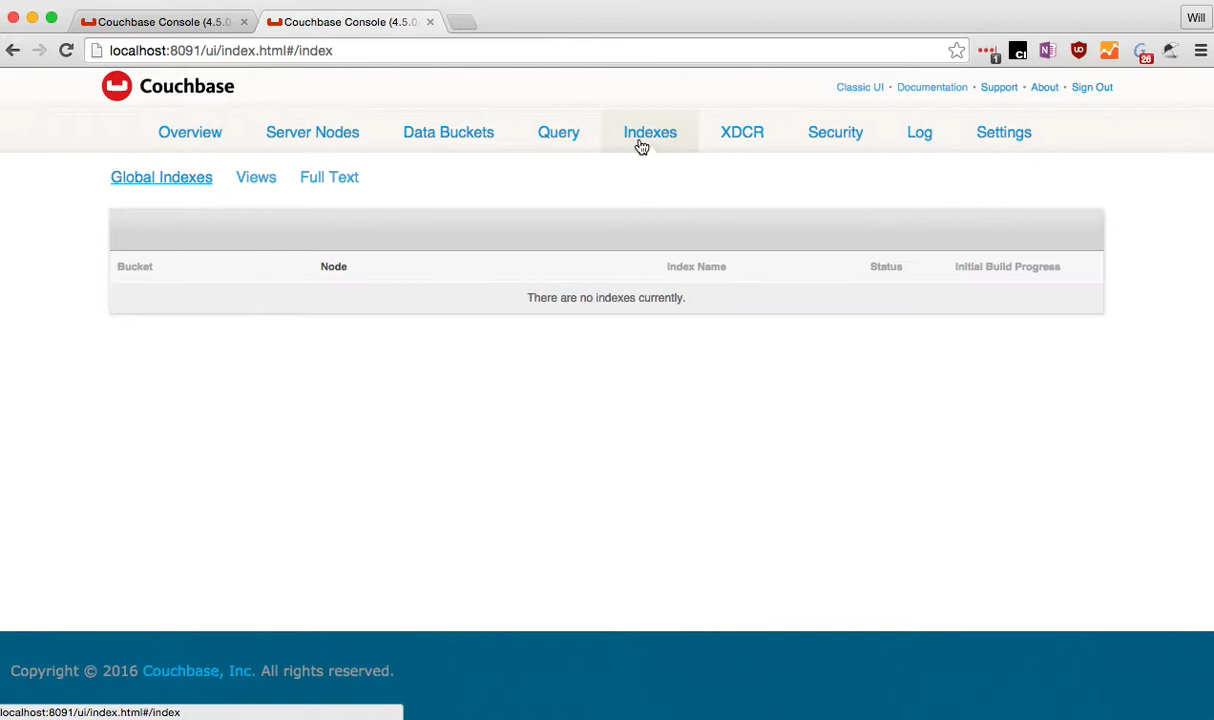 Couchbase Console (4.5.0 Couchbase Console (4.5.0 Will
localhost:8091/ui/index.html#/index
1 CI N 26
Couchbase Classic UI • Documentation • Support • About • Sign Out
Overview Server Nodes Data Buckets Query Indexes XDCR Security Log Settings
Global Indexes Views Full Text
Bucket Node Index Name Status Initial Build Progress
There are no indexes currently.
Copyright © 2016 Couchbase, Inc. All rights reserved.
localhost:8091/ui/index.html#/index